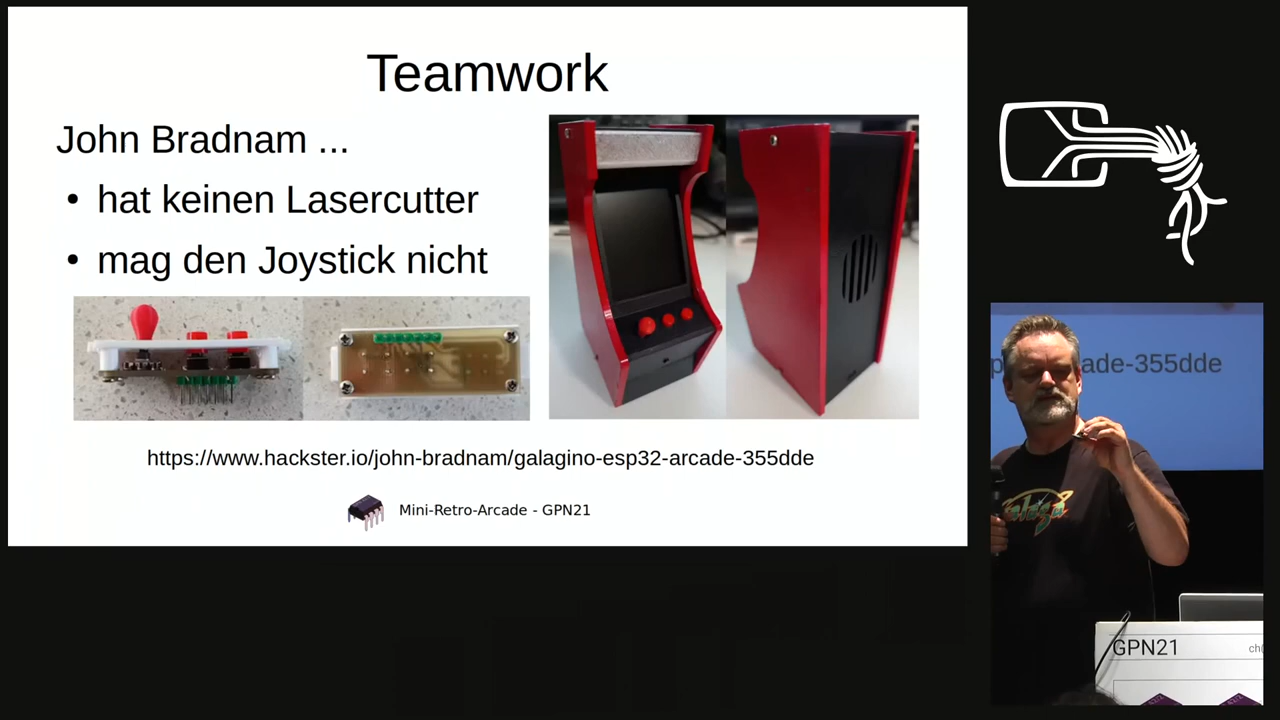 Teamwork
John Bradnam ...
• hat keinen Lasercutter
• mag den Joystick nicht
https://www.hackster.io/john-bradnam/galagino-esp32-arcade-355dde
Mini-Retro-Arcade - GPN21
ade-355dde
GPN21